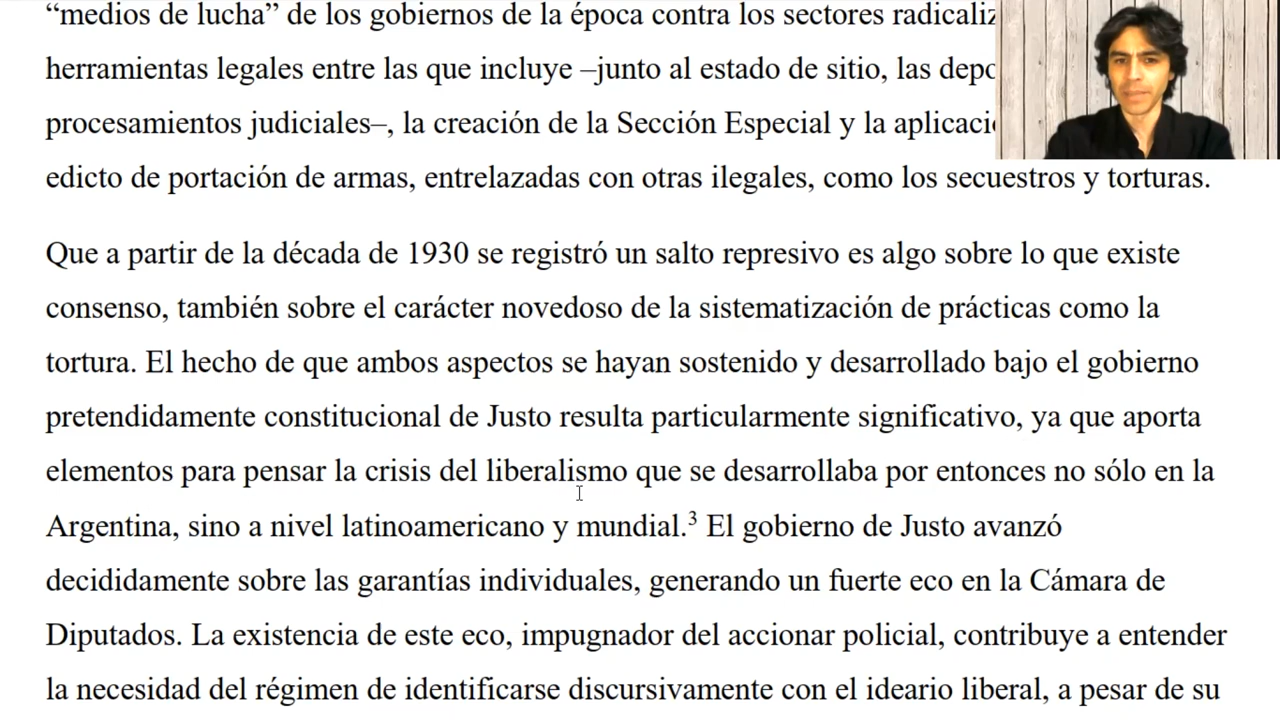 “medios de lucha” de los gobiernos de la época contra los sectores
herramientas legales entre las que incluye –junto al estado de sitio, las
procesamientos judiciales–, la creación de la Sección Especial y la
edicto de portación de armas, entrelazadas con otras ilegales, como los secuestros y torturas.
Que a partir de la década de 1930 se registró un salto represivo es algo sobre lo que existe
consenso, también sobre el carácter novedoso de la sistematización de prácticas como la
tortura. El hecho de que ambos aspectos se hayan sostenido y desarrollado bajo el gobierno
pretendidamente constitucional de Justo resulta particularmente significativo, ya que aporta
elementos para pensar la crisis del liberalismo que se desarrollaba por entonces no sólo en la
Argentina, sino a nivel latinoamericano y mundial.³ El gobierno de Justo avanzó
decididamente sobre las garantías individuales, generando un fuerte eco en la Cámara de
Diputados. La existencia de este eco, impugnador del accionar policial, contribuye a entender
la necesidad del régimen de identificarse discursivamente con el ideario liberal, a pesar de su